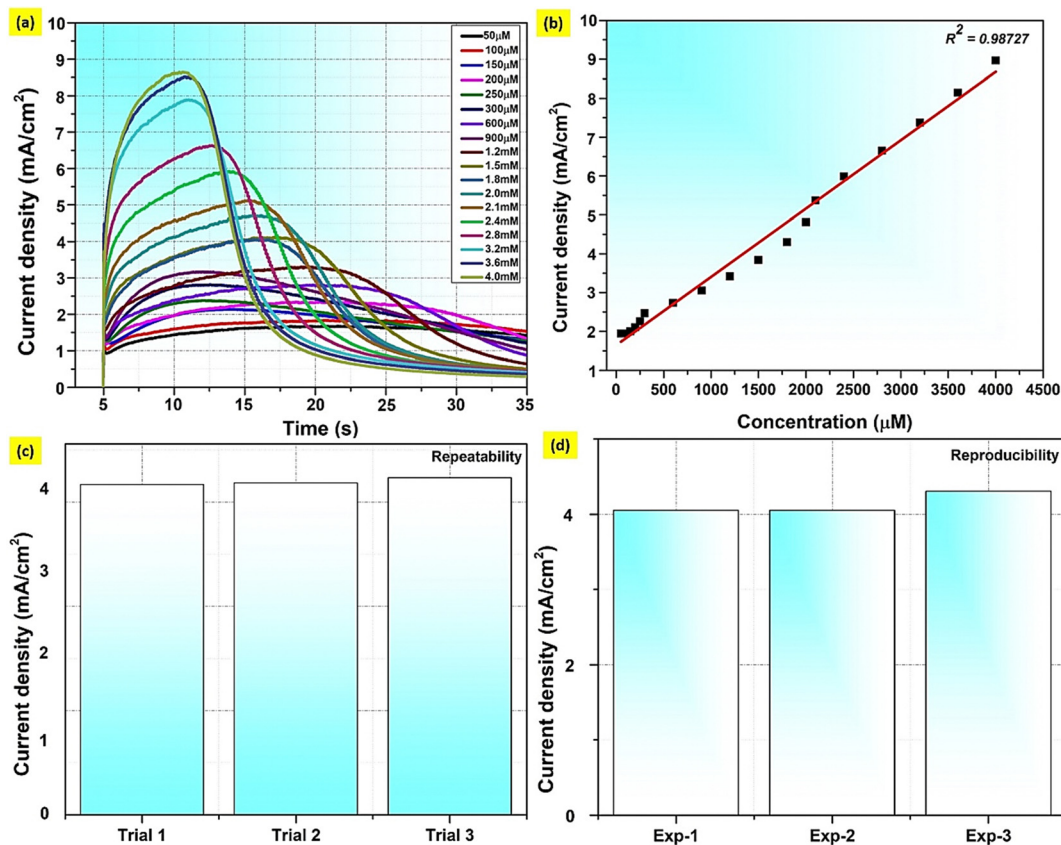 (a)
Current density (mA/cm²)
10
9
8
7
6
5
4
3
2
1
0
0
5
10
15
20
25
30
35
Time (s)
50μM
100μM
150μM
200μM
250μM
300μM
600μM
900μM
1.2mM
1.5mM
1.8mM
2.0mM
2.1mM
2.4mM
2.8mM
3.2mM
3.6mM
4.0mM
(b)
R² = 0.98727
Current density (mA/cm²)
10
9
8
7
6
5
4
3
2
1
0
500
1000
1500
2000
2500
3000
3500
4000
4500
Concentration (μM)
(c)
Repeatability
Current density (mA/cm²)
4
3
2
1
0
Trial 1
Trial 2
Trial 3
(d)
Reproducibility
Current density (mA/cm²)
4
2
0
Exp-1
Exp-2
Exp-3